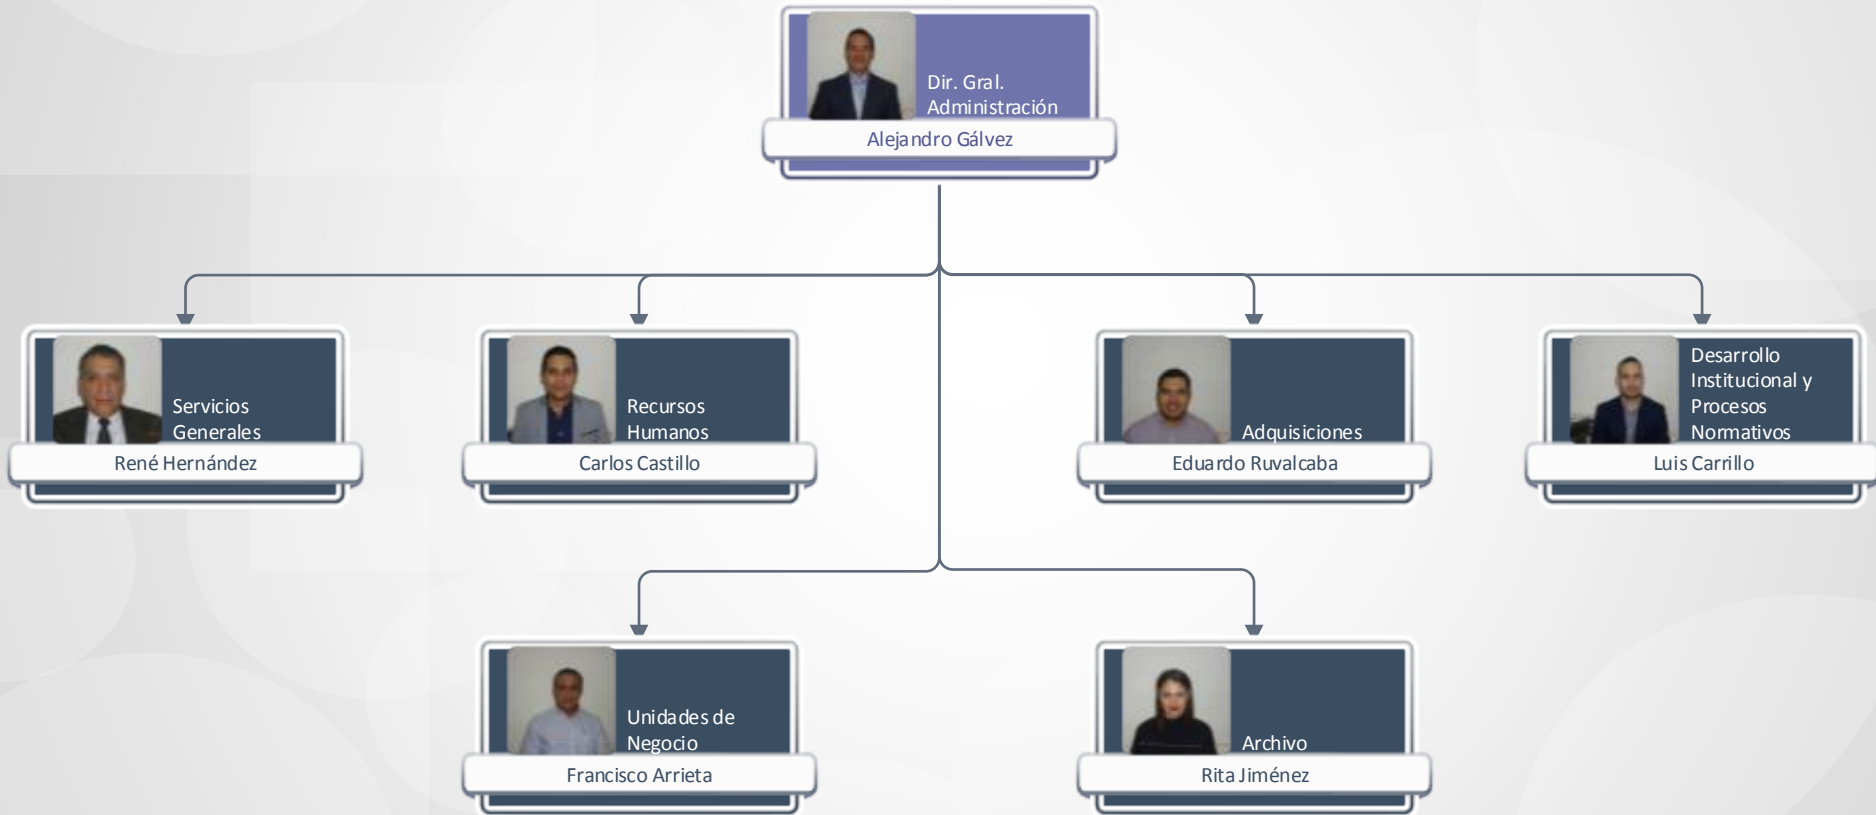 Dir. Gral.
Administración
Alejandro Gálvez
Servicios
Generales
René Hernández
Recursos
Humanos
Carlos Castillo
Adquisiciones
Eduardo Ruvalcaba
Desarrollo
Institucional y
Procesos
Normativos
Luis Carrillo
Unidades de
Negocio
Francisco Arrieta
Archivo
Rita Jiménez